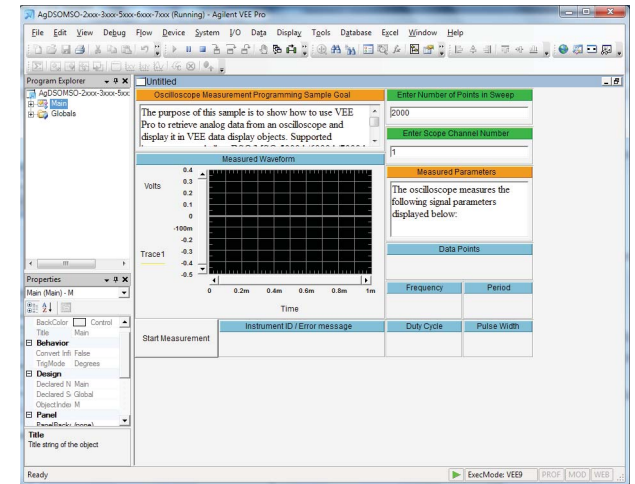 AgDSOMSO-2xxx-3xxx-5xxx-6xxx-7xxx (Running) - Agilent VEE Pro
File Edit View Debug Flow Device System I/O Data Display Tools Database Excel Window Help
Program Explorer
AgDSOMSO-2xxx-3xxx-5xxx
Main
Globals
Untitled
Oscilloscope Measurement Programming Sample Goal
The purpose of this sample is to show how to use VEE
Pro to retrieve analog data from an oscilloscope and
display it in VEE data display objects. Supported
Enter Number of Points in Sweep
2000
Enter Scope Channel Number
1
Measured Waveform
Volts
Trace1
0.4
0.3
0.2
0.1
0
-100m
-0.2
-0.3
-0.4
-0.5
0 0.2m 0.4m 0.6m 0.8m 1m
Time
Measured Parameters
The oscilloscope measures the
following signal parameters
displayed below:
Data Points
Frequency Period
Start Measurement
Instrument ID / Error message
Duty Cycle Pulse Width
Properties
Main (Main) - M
BackColor Control
Title Main
Behavior
Convert Infi False
TrigMode Degrees
Design
Declared N Main
Declared Si Global
ObjectIndex M
Panel
Title
Title string of the object
Ready
ExecMode: VEE9 PROF MOD WEB